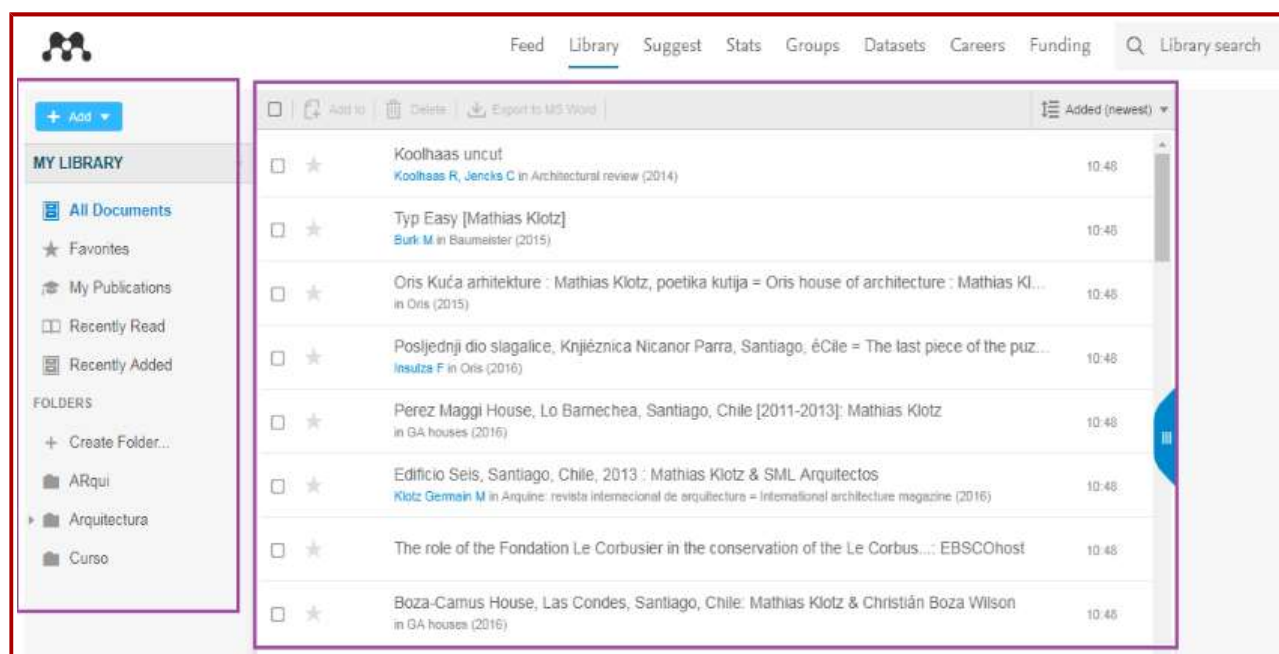 Feed Library Suggest Stats Groups Datasets Careers Funding Library search
+ Add
MY LIBRARY
All Documents
Favorites
My Publications
Recently Read
Recently Added
FOLDERS
+ Create Folder...
ARqui
Arquitectura
Curso
Add to Delete Export to MS Word Added (newest)
Koolhaas uncut
Koolhaas R, Jencks C in Architectural review (2014)
10:48
Typ Easy [Mathias Klotz]
Burk M in Baumeister (2015)
10:48
Oris Kuća arhitekture : Mathias Klotz, poetika kutija = Oris house of architecture : Mathias Kl...
in Oris (2015)
10:48
Posljednji dio slagalice, Knjiéznica Nicanor Parra, Santiago, éCile = The last piece of the puz...
Insulza F in Oris (2016)
10:48
Perez Maggi House, Lo Barnechea, Santiago, Chile [2011-2013]: Mathias Klotz
in GA houses (2016)
10:48
Edificio Seis, Santiago, Chile, 2013 : Mathias Klotz & SML Arquitectos
Klotz Germain M in Arquine: revista internacional de arquitectura = International architecture magazine (2016)
10:48
The role of the Fondation Le Corbusier in the conservation of the Le Corbus...: EBSCOhost
10:48
Boza-Camus House, Las Condes, Santiago, Chile: Mathias Klotz & Christián Boza Wilson
in GA houses (2016)
10:48